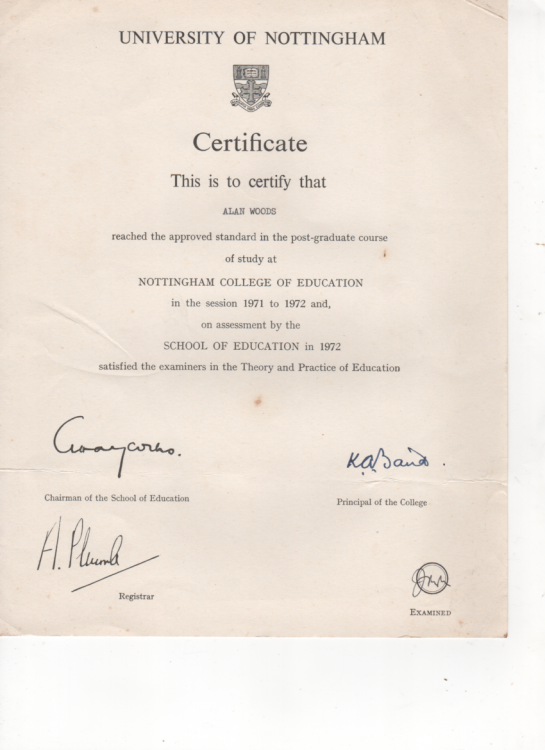 UNIVERSITY OF NOTTINGHAM
Certificate
This is to certify that
ALAN WOODS
reached the approved standard in the post-graduate course
of study at
NOTTINGHAM COLLEGE OF EDUCATION
in the session 1971 to 1972 and,
on assessment by the
SCHOOL OF EDUCATION in 1972
satisfied the examiners in the Theory and Practice of Education
K.A. Baird.
Chairman of the School of Education
Principal of the College
A. Plumb
Registrar
EXAMINED